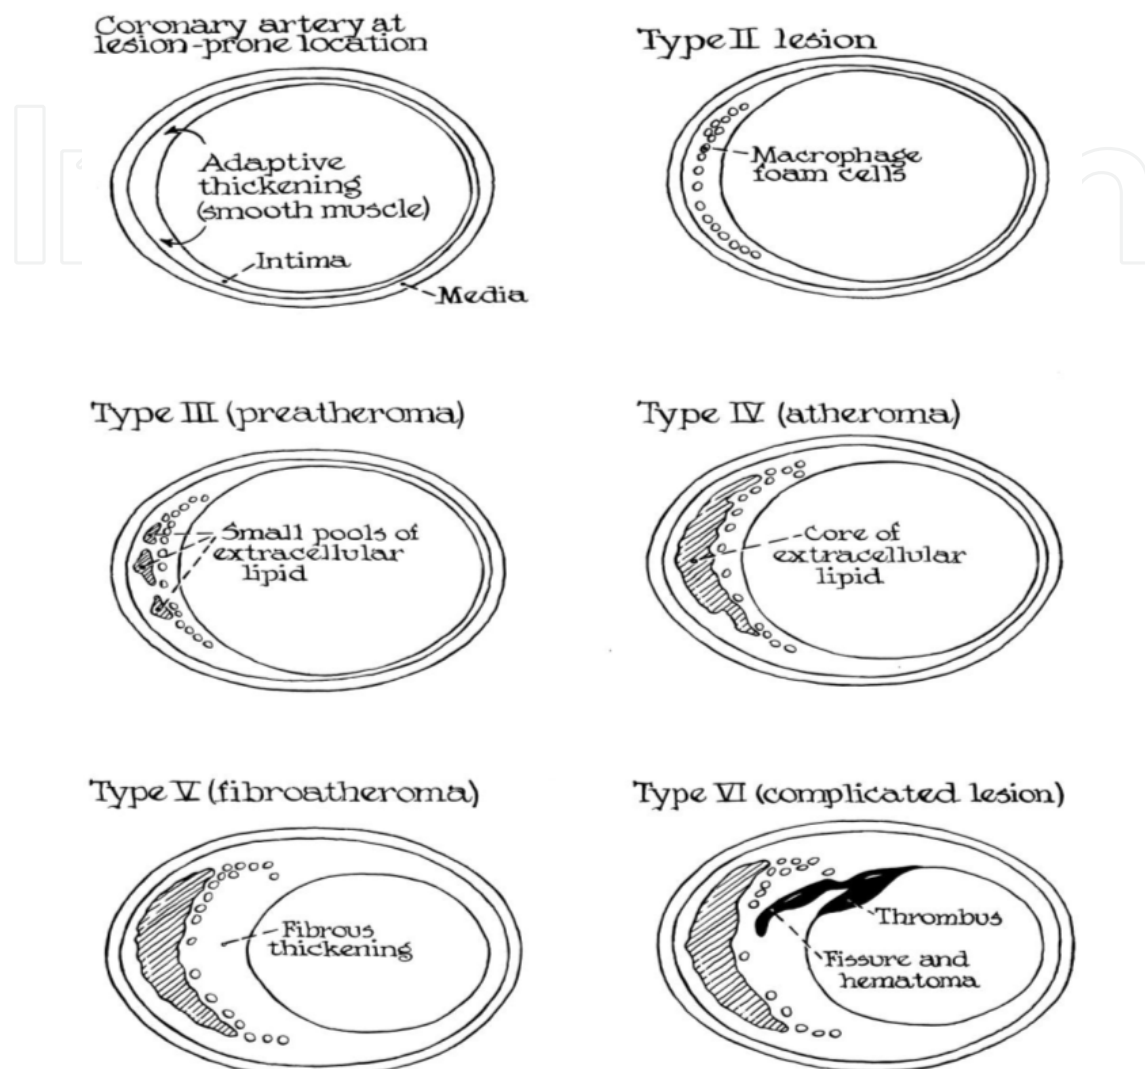 Coronary artery at
lesion-prone location
Adaptive
thickening
(smooth muscle)
Intima
Media
Type II lesion
Macrophage
foam cells
Type III (preatheroma)
Small pools of
extracellular
lipid
Type IV (atheroma)
Core of
extracellular
lipid
Type V (fibroatheroma)
Fibrous
thickening
Type VI (complicated lesion)
Thrombus
Fissure and
hematoma